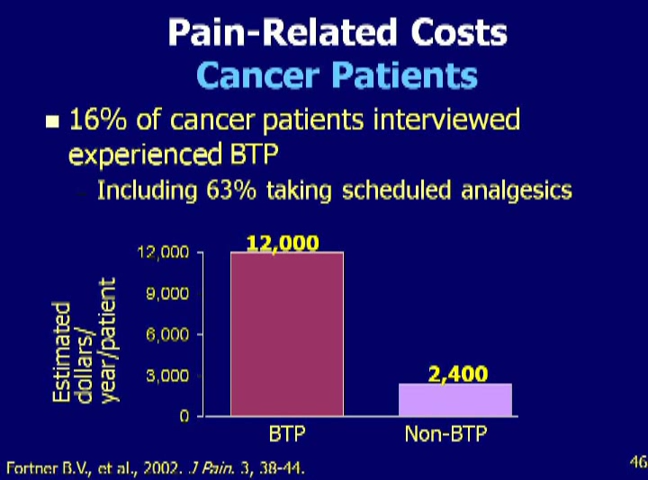 Pain-Related Costs
Cancer Patients
16% of cancer patients interviewed
experienced BTP
– Including 63% taking scheduled analgesics
Estimated
dollars/
year/patient
12,000
9,000
6,000
3,000
0
12,000
2,400
BTP
Non-BTP
Fortner B.V., et al., 2002. J Pain. 3, 38-44.
46